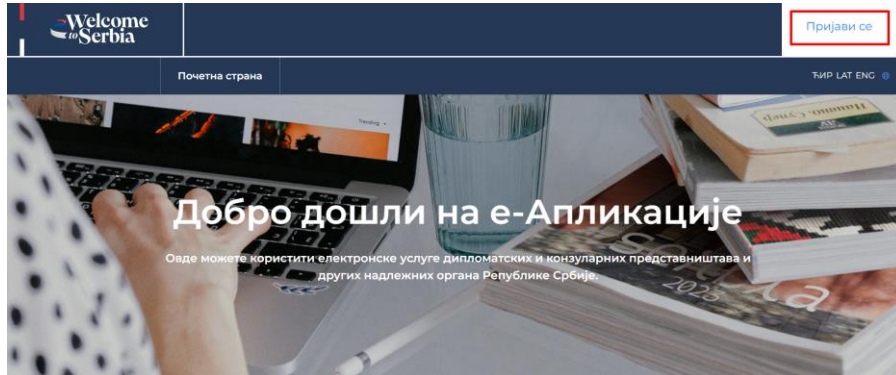 Welcome
to Serbia
Пријави се
Почетна страна
ЋИР LAT ENG
Trending
Добро дошли на е-Апликације
Овде можете користити електронске услуге дипломатских и конзуларних представништава и
других надлежних органа Републике Србије.
2025